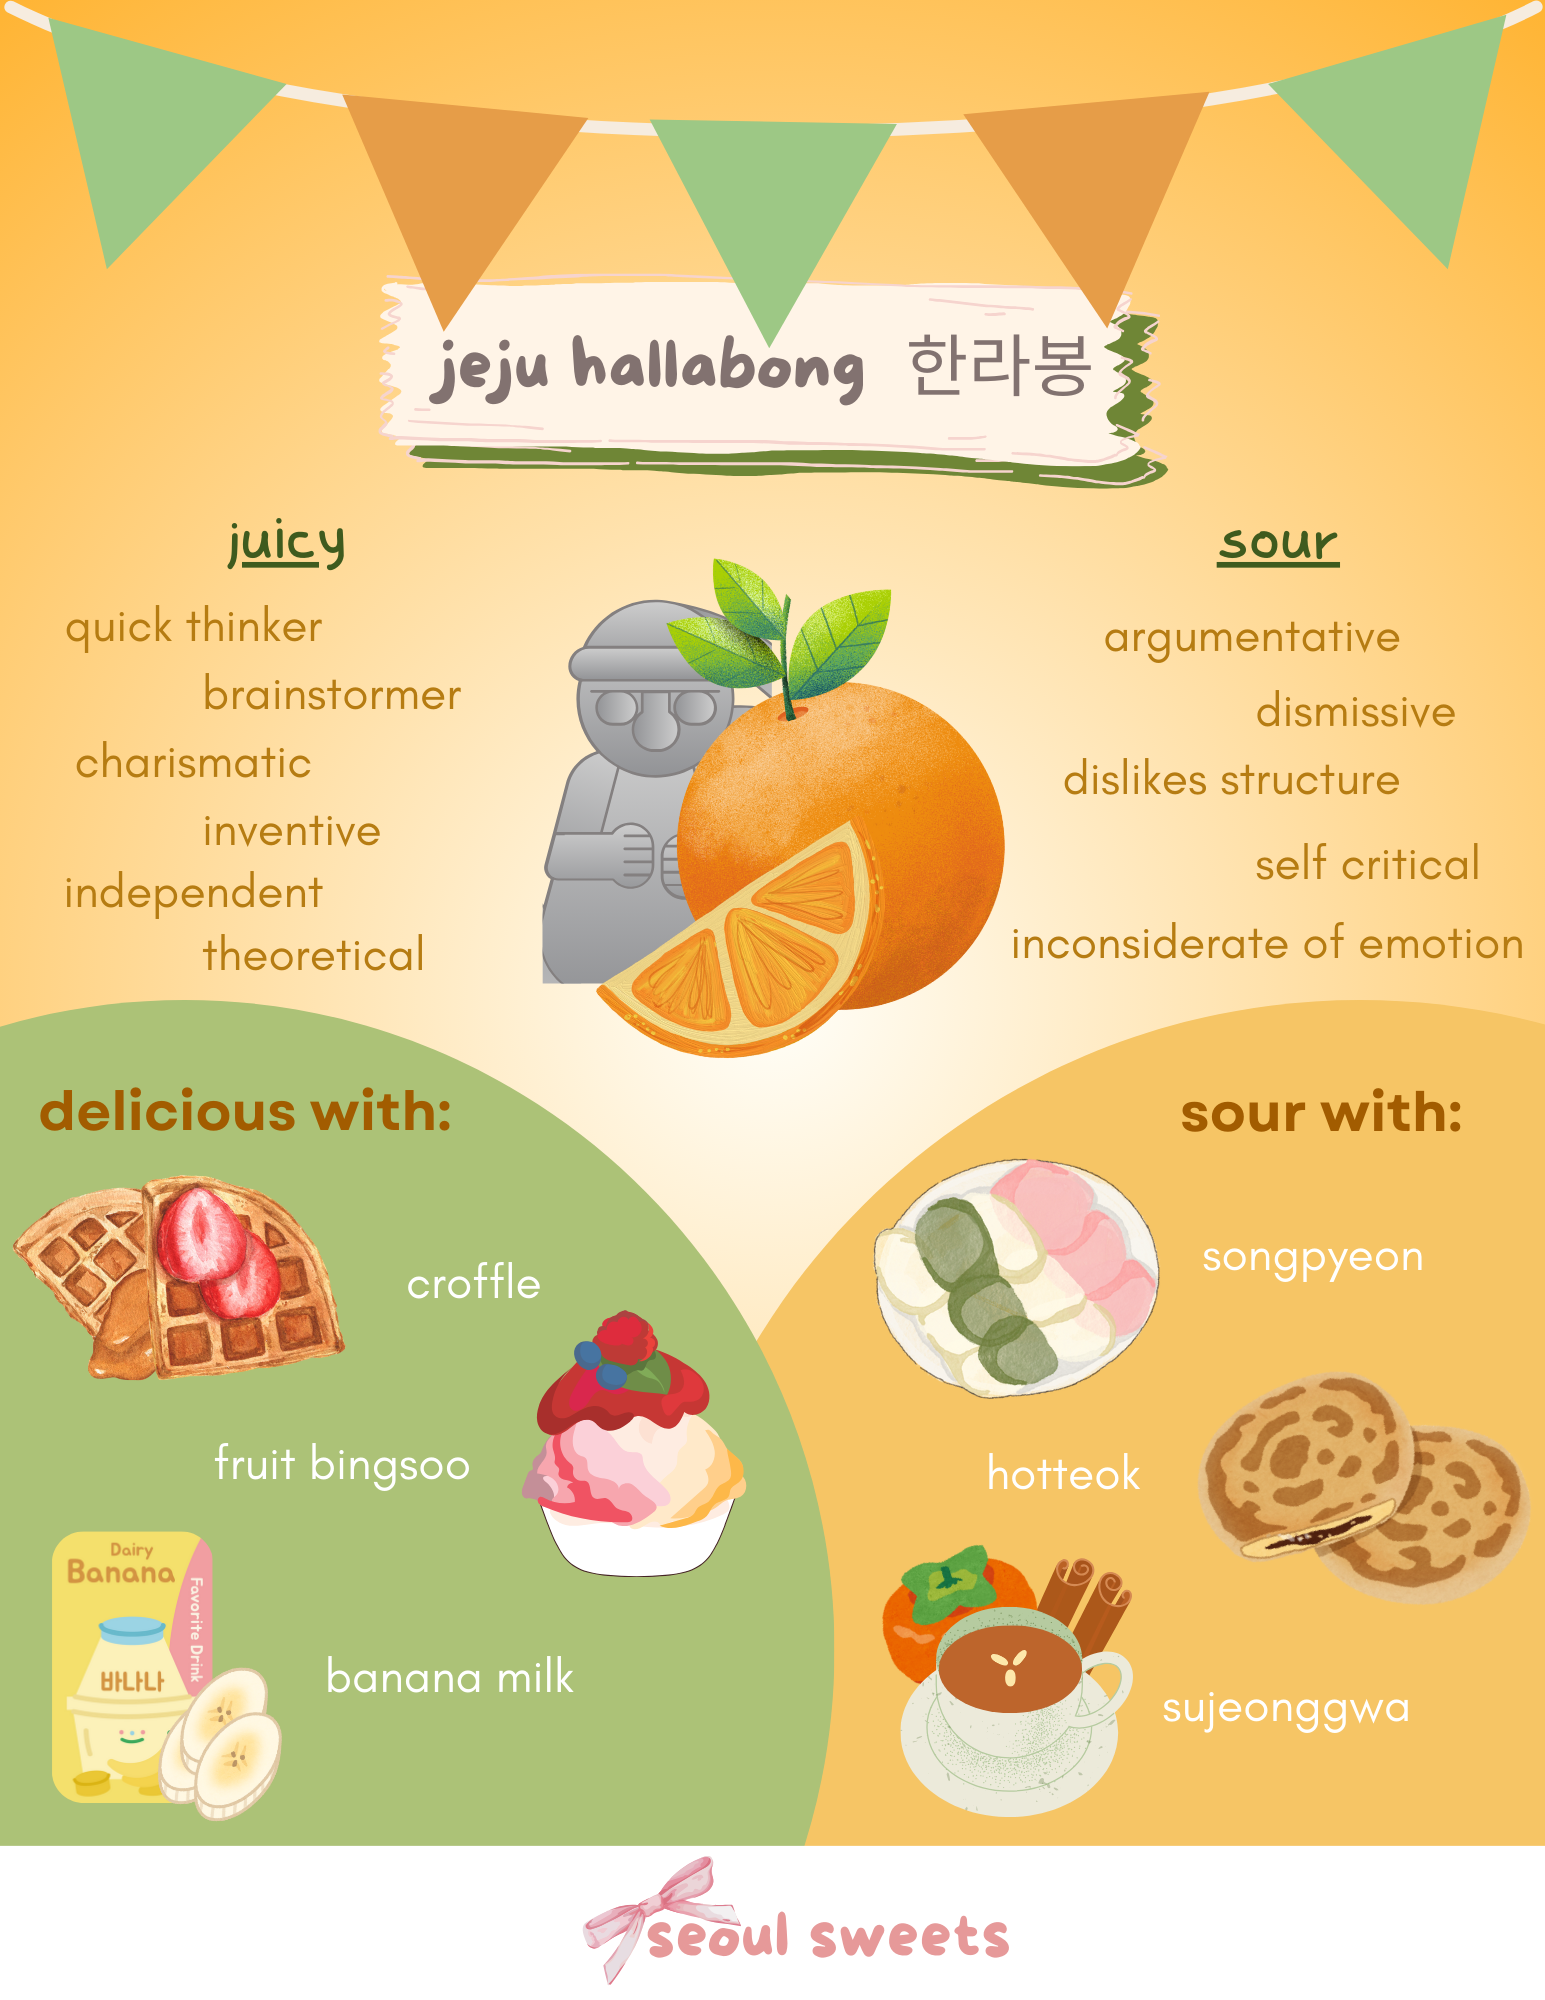 jeju hallabong 한라봉
juicy
quick thinker
brainstormer
charismatic
inventive
independent
theoretical
sour
argumentative
dismissive
dislikes structure
self critical
inconsiderate of emotion
delicious with:
croffle
fruit bingsoo
Dairy
Banana
Favorite Drink
바나나
banana milk
sour with:
songpyeon
hotteok
sujeonggwa
seoul sweets